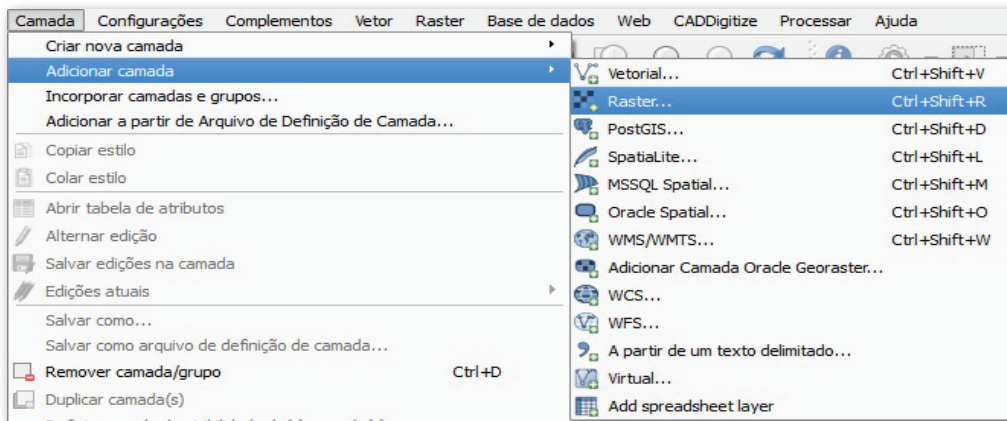 Camada Configurações Complementos Vetor Raster Base de dados Web CADDigitize Processar Ajuda
Criar nova camada
Adicionar camada
Incorporar camadas e grupos...
Adicionar a partir de Arquivo de Definição de Camada...
Copiar estilo
Colar estilo
Abrir tabela de atributos
Alternar edição
Salvar edições na camada
Edições atuais
Salvar como...
Salvar como arquivo de definição de camada...
Remover camada/grupo Ctrl+D
Duplicar camada(s)
Vetorial... Ctrl+Shift+V
Raster... Ctrl+Shift+R
PostGIS... Ctrl+Shift+D
SpatiaLite... Ctrl+Shift+L
MSSQL Spatial... Ctrl+Shift+M
Oracle Spatial... Ctrl+Shift+O
WMS/WMTS... Ctrl+Shift+W
Adicionar Camada Oracle Georaster...
WCS...
WFS...
A partir de um texto delimitado...
Virtual...
Add spreadsheet layer